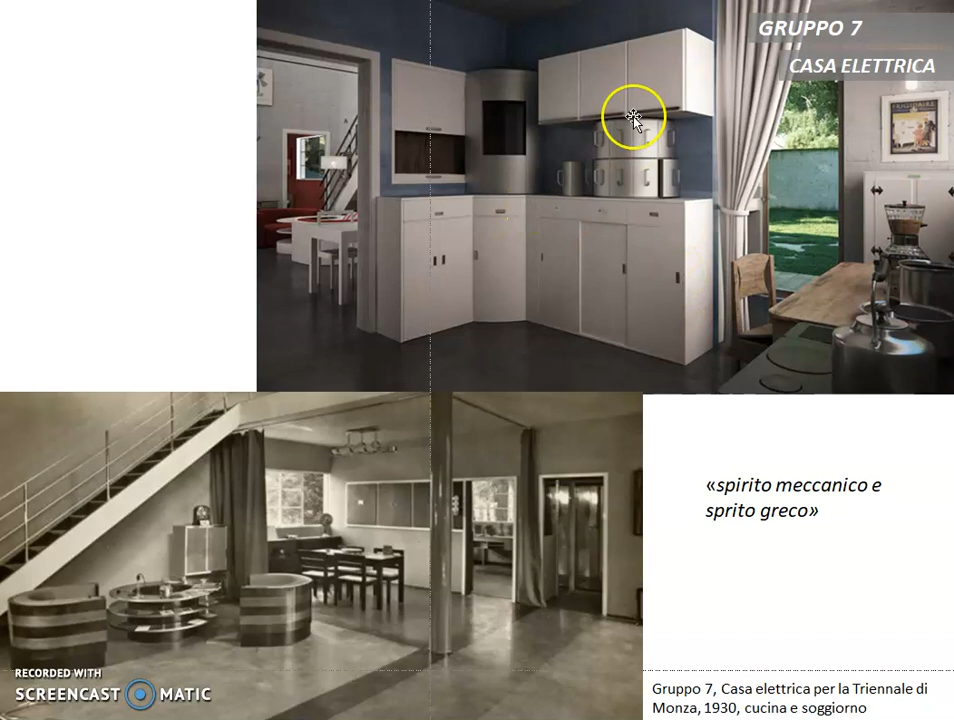 GRUPPO 7
CASA ELETTRICA
FRIGIDAIRE
«spirito meccanico e
sprito greco»
RECORDED WITH
SCREENCAST MATIC
Gruppo 7, Casa elettrica per la Triennale di
Monza, 1930, cucina e soggiorno